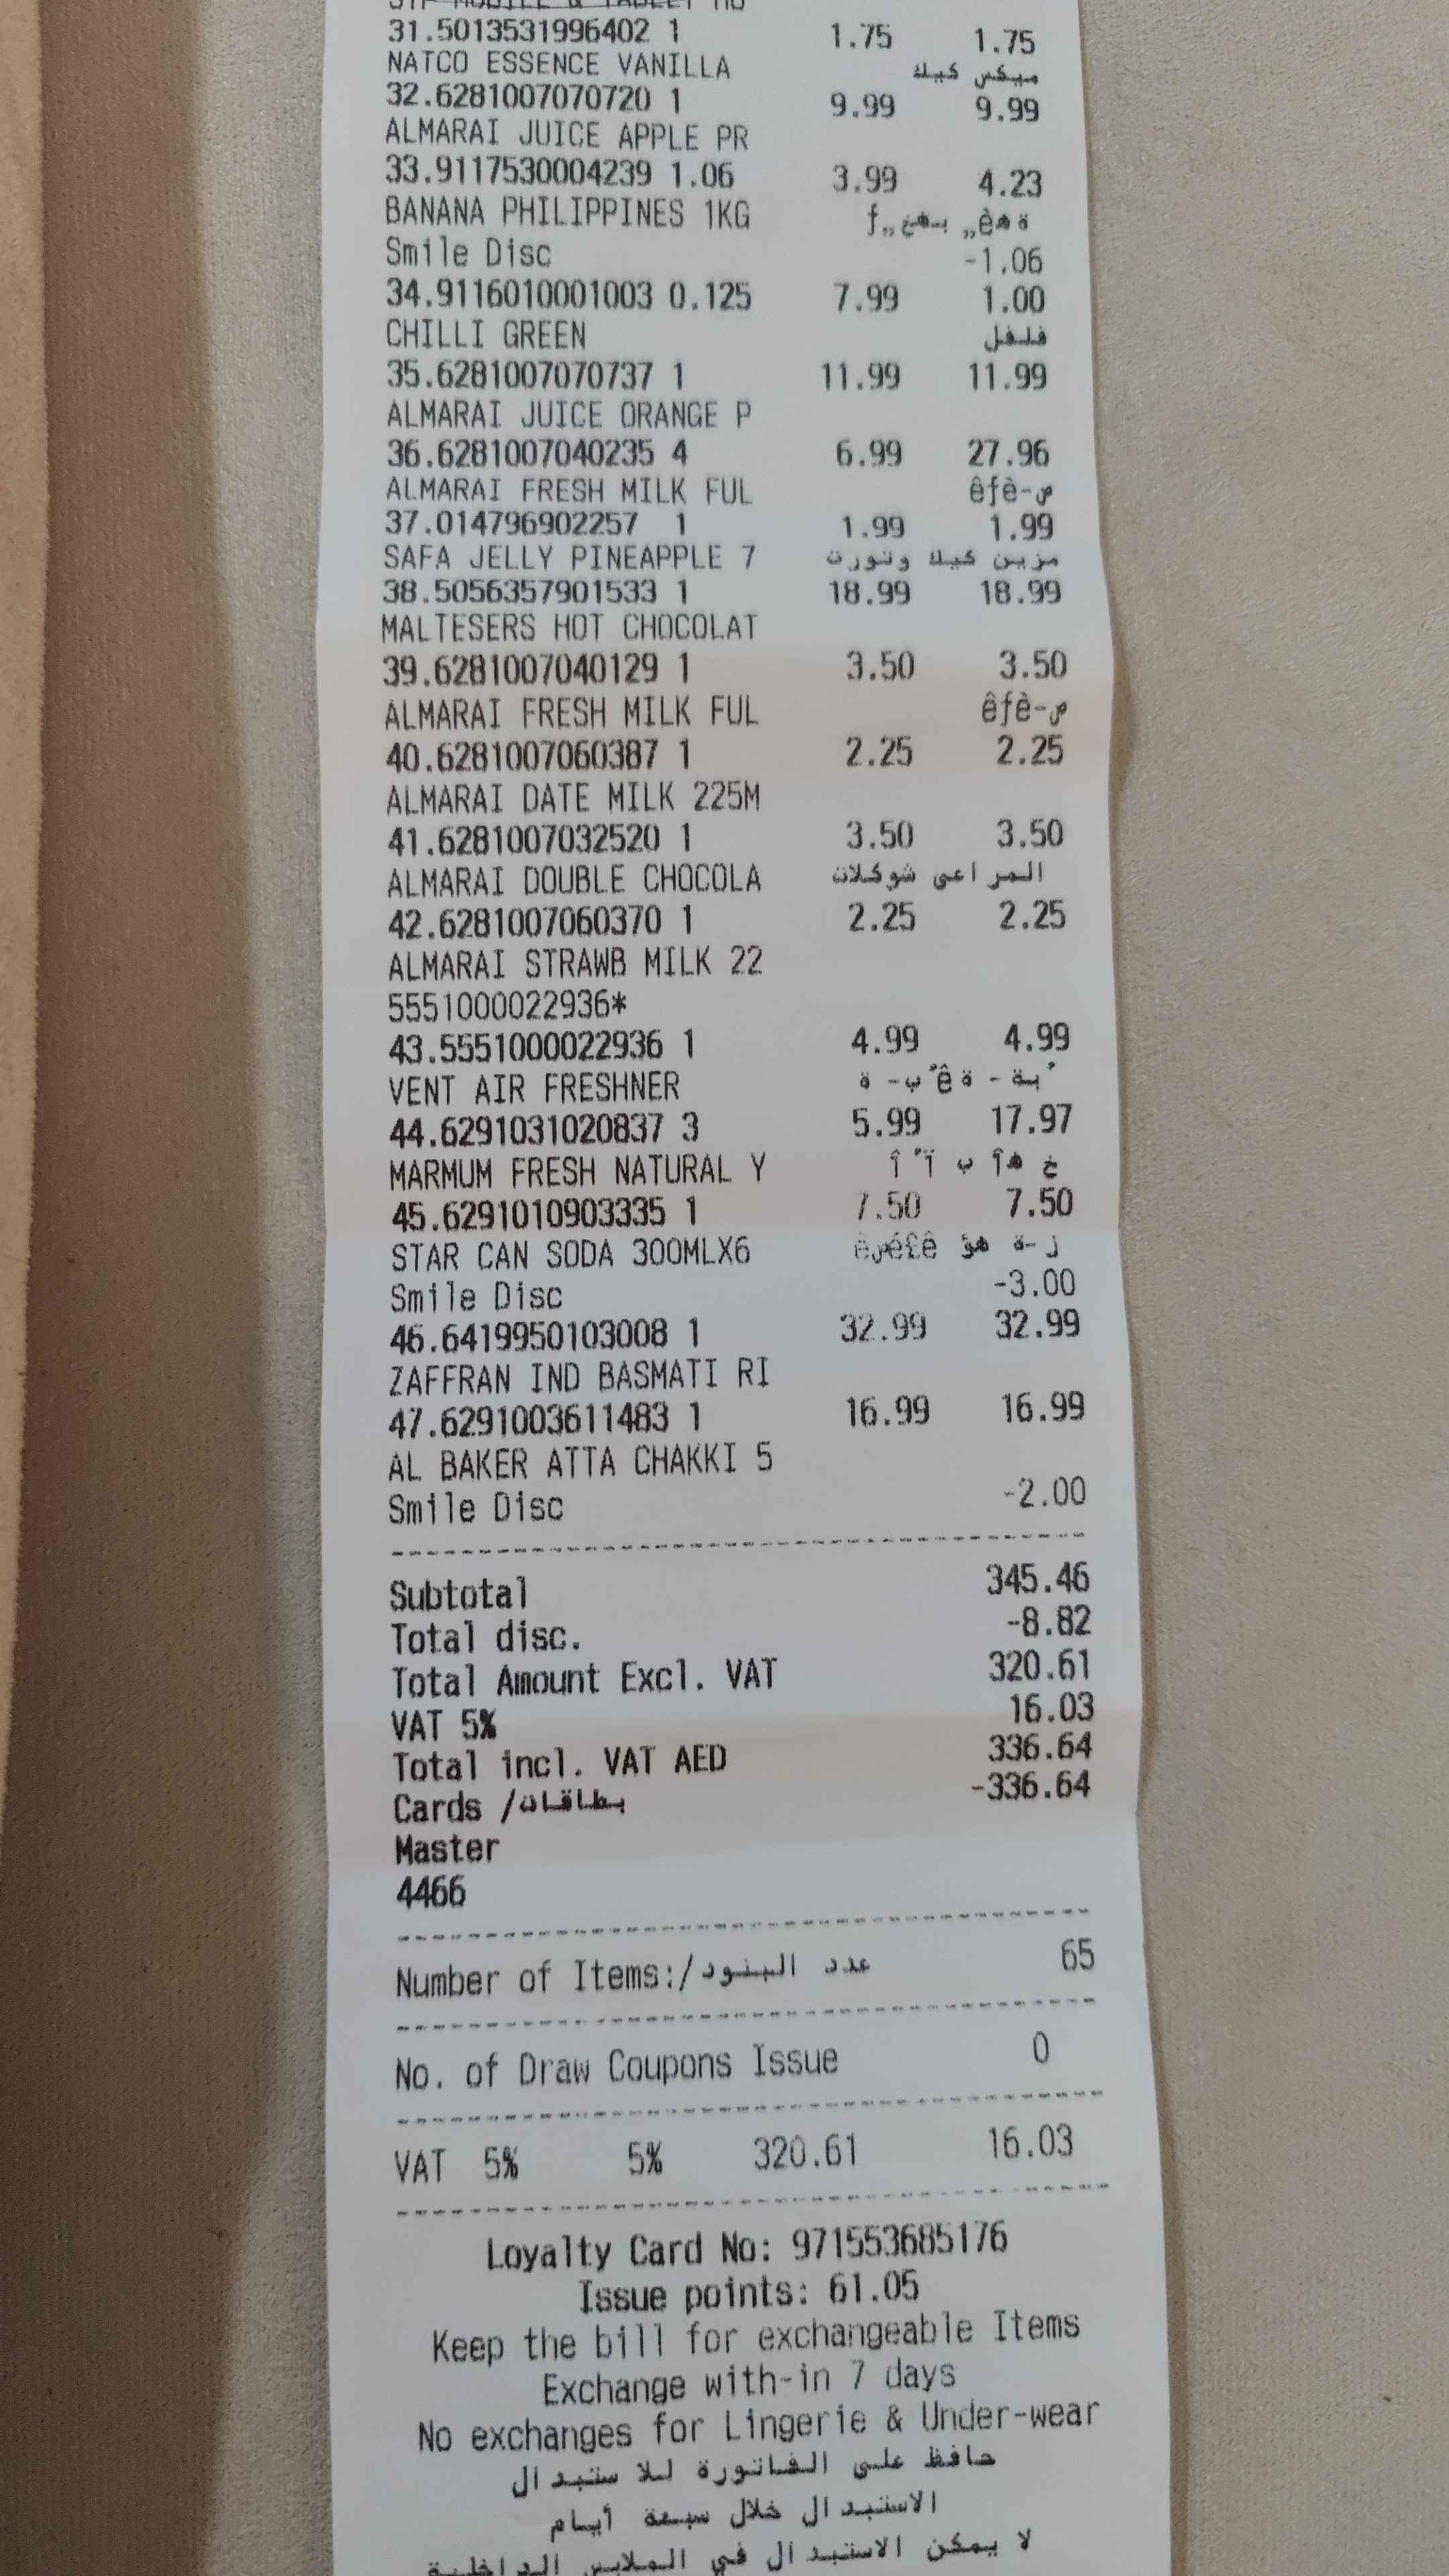 31.5013531996402 1 1.75 1.75
NATCO ESSENCE VANILLA ميكس كيك
32.6281007070720 1 9.99 9.99
ALMARAI JUICE APPLE PR
33.9117530004239 1.06 3.99 4.23
BANANA PHILIPPINES 1KG
Smile Disc -1.06
34.9116010001003 0.125 7.99 1.00
CHILLI GREEN فلفل
35.6281007070737 1 11.99 11.99
ALMARAI JUICE ORANGE P
36.6281007040235 4 6.99 27.96
ALMARAI FRESH MILK FUL êfè-ص
37.014796902257 1 1.99 1.99
SAFA JELLY PINEAPPLE 7 مزين كيك وتورت
38.5056357901533 1 18.99 18.99
MALTESERS HOT CHOCOLAT
39.6281007040129 1 3.50 3.50
ALMARAI FRESH MILK FUL êfè-ص
40.6281007060387 1 2.25 2.25
ALMARAI DATE MILK 225M
41.6281007032520 1 3.50 3.50
ALMARAI DOUBLE CHOCOLA المراعى شوكلات
42.6281007060370 1 2.25 2.25
ALMARAI STRAWB MILK 22
5551000022936*
43.5551000022936 1 4.99 4.99
VENT AIR FRESHNER
44.6291031020837 3 5.99 17.97
MARMUM FRESH NATURAL Y
45.6291010903335 1 7.50 7.50
STAR CAN SODA 300MLX6
Smile Disc -3.00
46.6419950103008 1 32.99 32.99
ZAFFRAN IND BASMATI RI
47.6291003611483 1 16.99 16.99
AL BAKER ATTA CHAKKI 5
Smile Disc -2.00
Subtotal 345.46
Total disc. -8.82
Total Amount Excl. VAT 320.61
VAT 5% 16.03
Total incl. VAT AED 336.64
Cards /بطاقات -336.64
Master
4466
Number of Items:/عدد البنود 65
No. of Draw Coupons Issue 0
VAT 5% 5% 320.61 16.03
Loyalty Card No: 971553685176
Issue points: 61.05
Keep the bill for exchangeable Items
Exchange with-in 7 days
No exchanges for Lingerie & Under-wear
حافظ على الفاتورة للا ستبدال
الاستبدال خلال سبعة أيام
لا يمكن الاستبدال في الملابس الداخلية